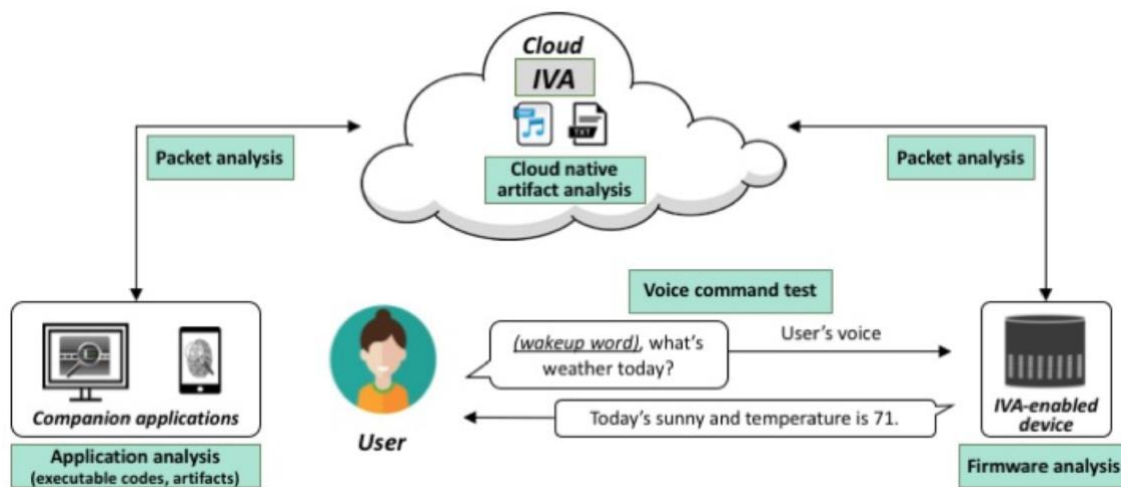 Cloud
IVA
TXT
Cloud native
artifact analysis
Packet analysis
Packet analysis
Voice command test
(wakeup word), what's
weather today?
User's voice
Today's sunny and temperature is 71.
User
Companion applications
Application analysis
(executable codes, artifacts)
IVA-enabled
device
Firmware analysis